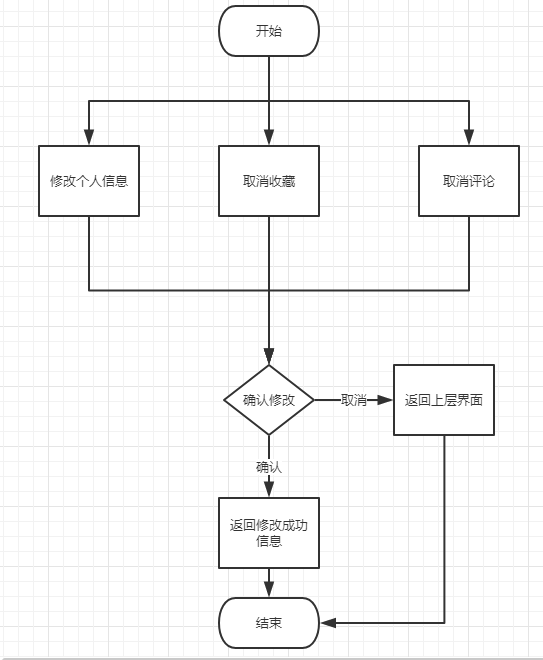 开始
修改个人信息
取消收藏
取消评论
确认修改
取消
返回上层界面
确认
返回修改成功
信息
结束